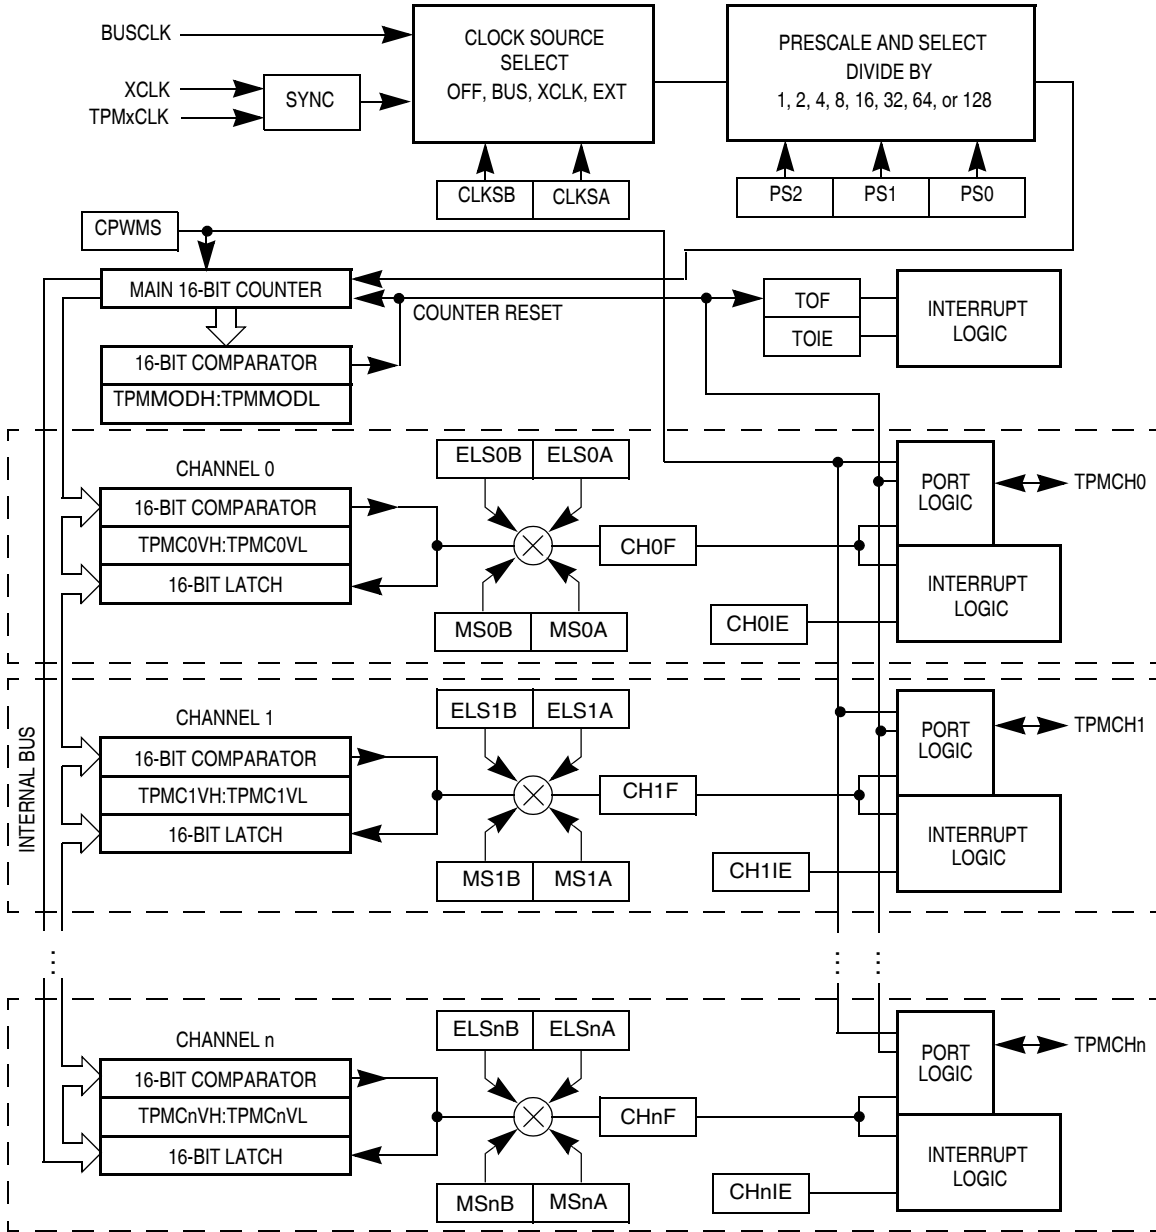 BUSCLK
XCLK
TPMxCLK
SYNC
CLOCK SOURCE
SELECT
OFF, BUS, XCLK, EXT
PRESCALE AND SELECT
DIVIDE BY
1, 2, 4, 8, 16, 32, 64, or 128
CLKSB
CLKSA
PS2
PS1
PS0
CPWMS
MAIN 16-BIT COUNTER
COUNTER RESET
16-BIT COMPARATOR
TPMMODH:TPMMODL
TOF
TOIE
INTERRUPT
LOGIC
INTERNAL BUS
CHANNEL 0
16-BIT COMPARATOR
TPMC0VH:TPMC0VL
16-BIT LATCH
ELS0B
ELS0A
MS0B
MS0A
CH0F
CH0IE
PORT
LOGIC
INTERRUPT
LOGIC
TPMCH0
CHANNEL 1
16-BIT COMPARATOR
TPMC1VH:TPMC1VL
16-BIT LATCH
ELS1B
ELS1A
MS1B
MS1A
CH1F
CH1IE
PORT
LOGIC
INTERRUPT
LOGIC
TPMCH1
...
...
...
CHANNEL n
16-BIT COMPARATOR
TPMCnVH:TPMCnVL
16-BIT LATCH
ELSnB
ELSnA
MSnB
MSnA
CHnF
CHnIE
PORT
LOGIC
INTERRUPT
LOGIC
TPMCHn